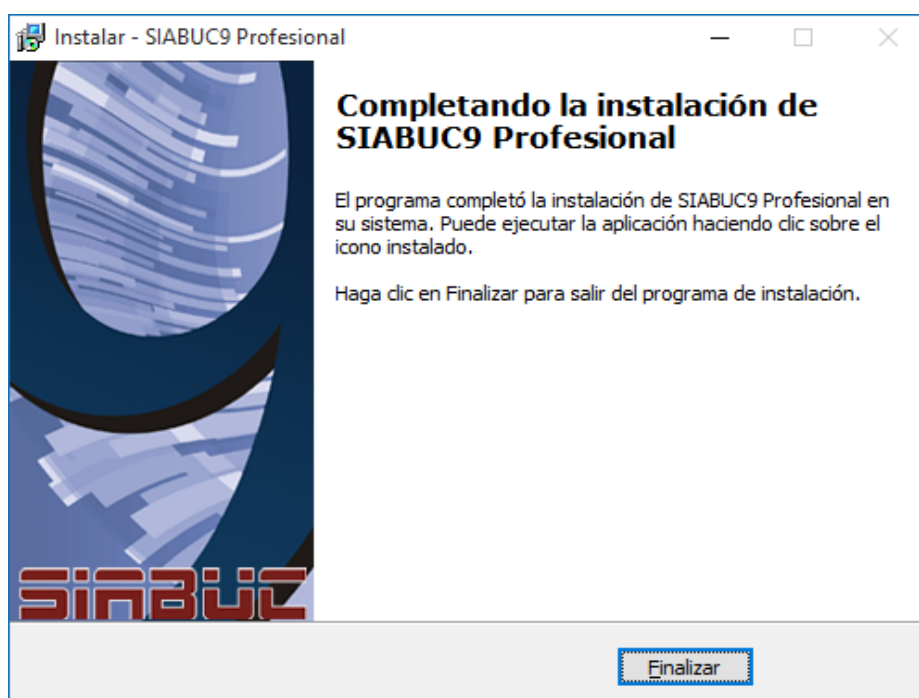 Instalar - SIABUC9 Profesional
Completando la instalación de
SIABUC9 Profesional
El programa completó la instalación de SIABUC9 Profesional en
su sistema. Puede ejecutar la aplicación haciendo clic sobre el
icono instalado.
Haga clic en Finalizar para salir del programa de instalación.
SIABUC
Finalizar